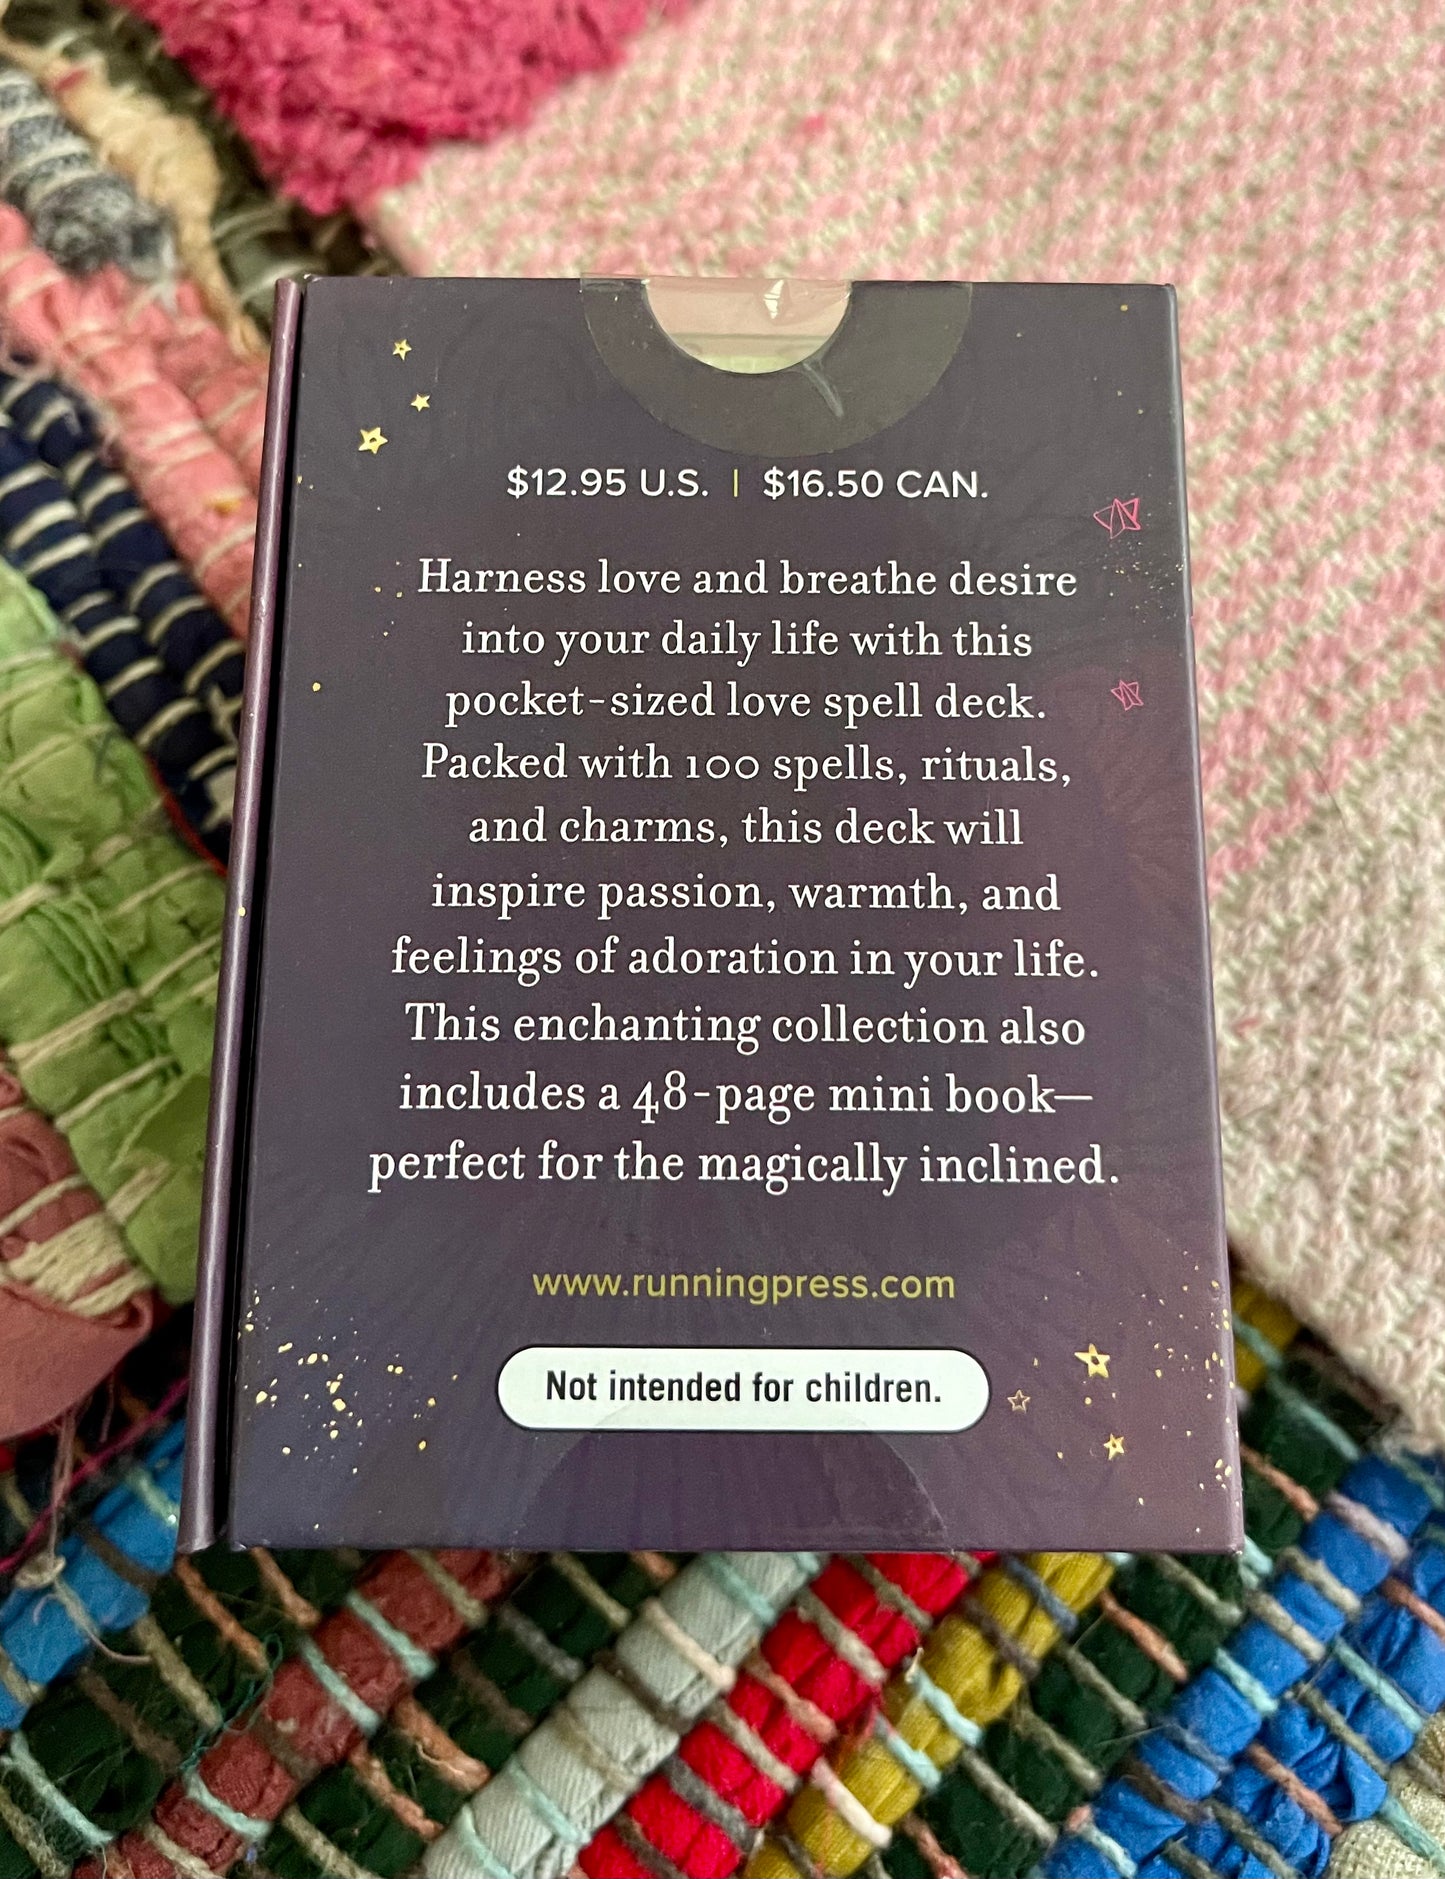 $12.95 U.S. | $16.50 CAN.
Harness love and breathe desire
into your daily life with this
pocket-sized love spell deck.
Packed with 100 spells, rituals,
and charms, this deck will
inspire passion, warmth, and
feelings of adoration in your life.
This enchanting collection also
includes a 48-page mini book—
perfect for the magically inclined.
www.runningpress.com
Not intended for children.